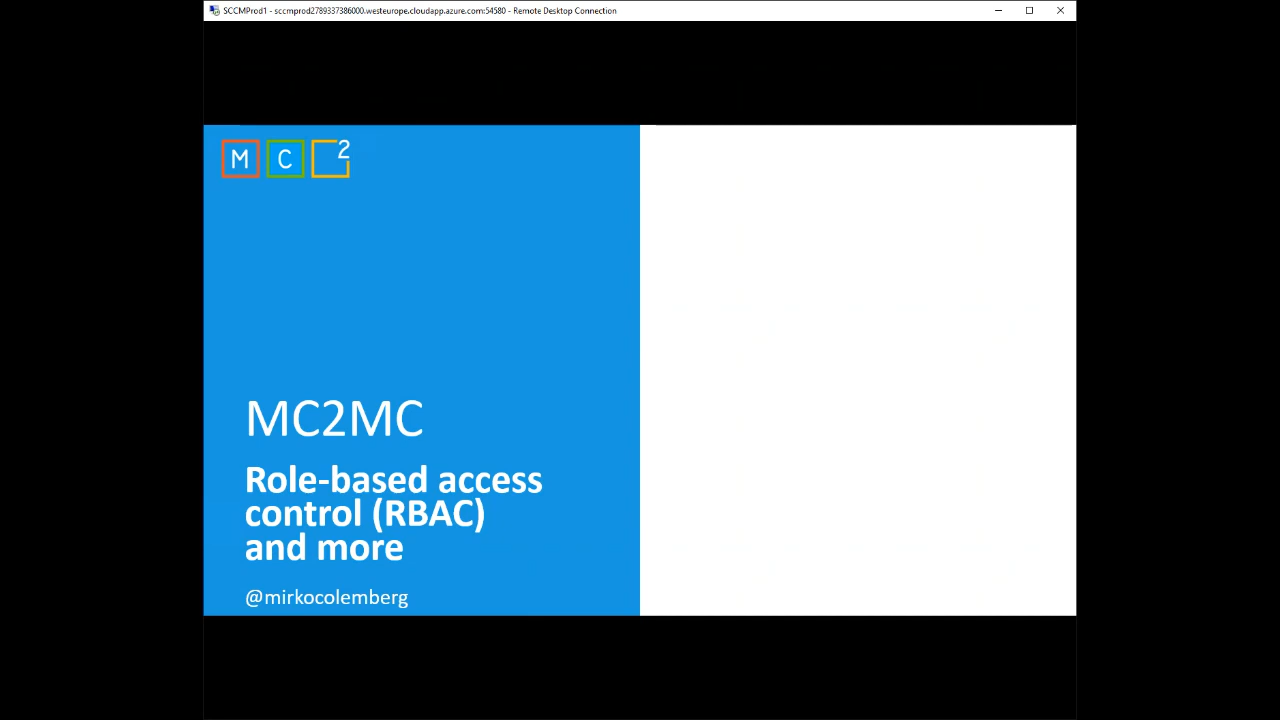 SCCMProd1 - sccmprod2789337386000.westeurope.cloudapp.azure.com:54580 - Remote Desktop Connection
M C 2
MC2MC
Role-based access
control (RBAC)
and more
@mirkocolemberg